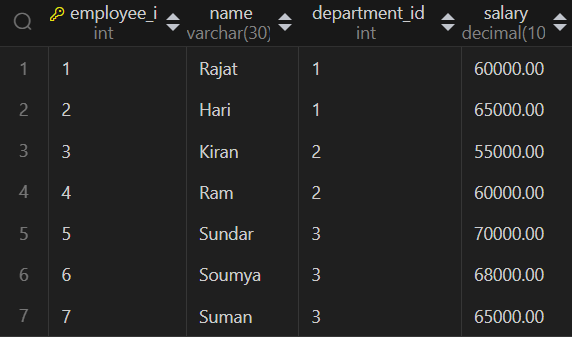 employee_i name department_id salary
int varchar(30) int decimal(10
1 1 Rajat 1 60000.00
2 2 Hari 1 65000.00
3 3 Kiran 2 55000.00
4 4 Ram 2 60000.00
5 5 Sundar 3 70000.00
6 6 Soumya 3 68000.00
7 7 Suman 3 65000.00